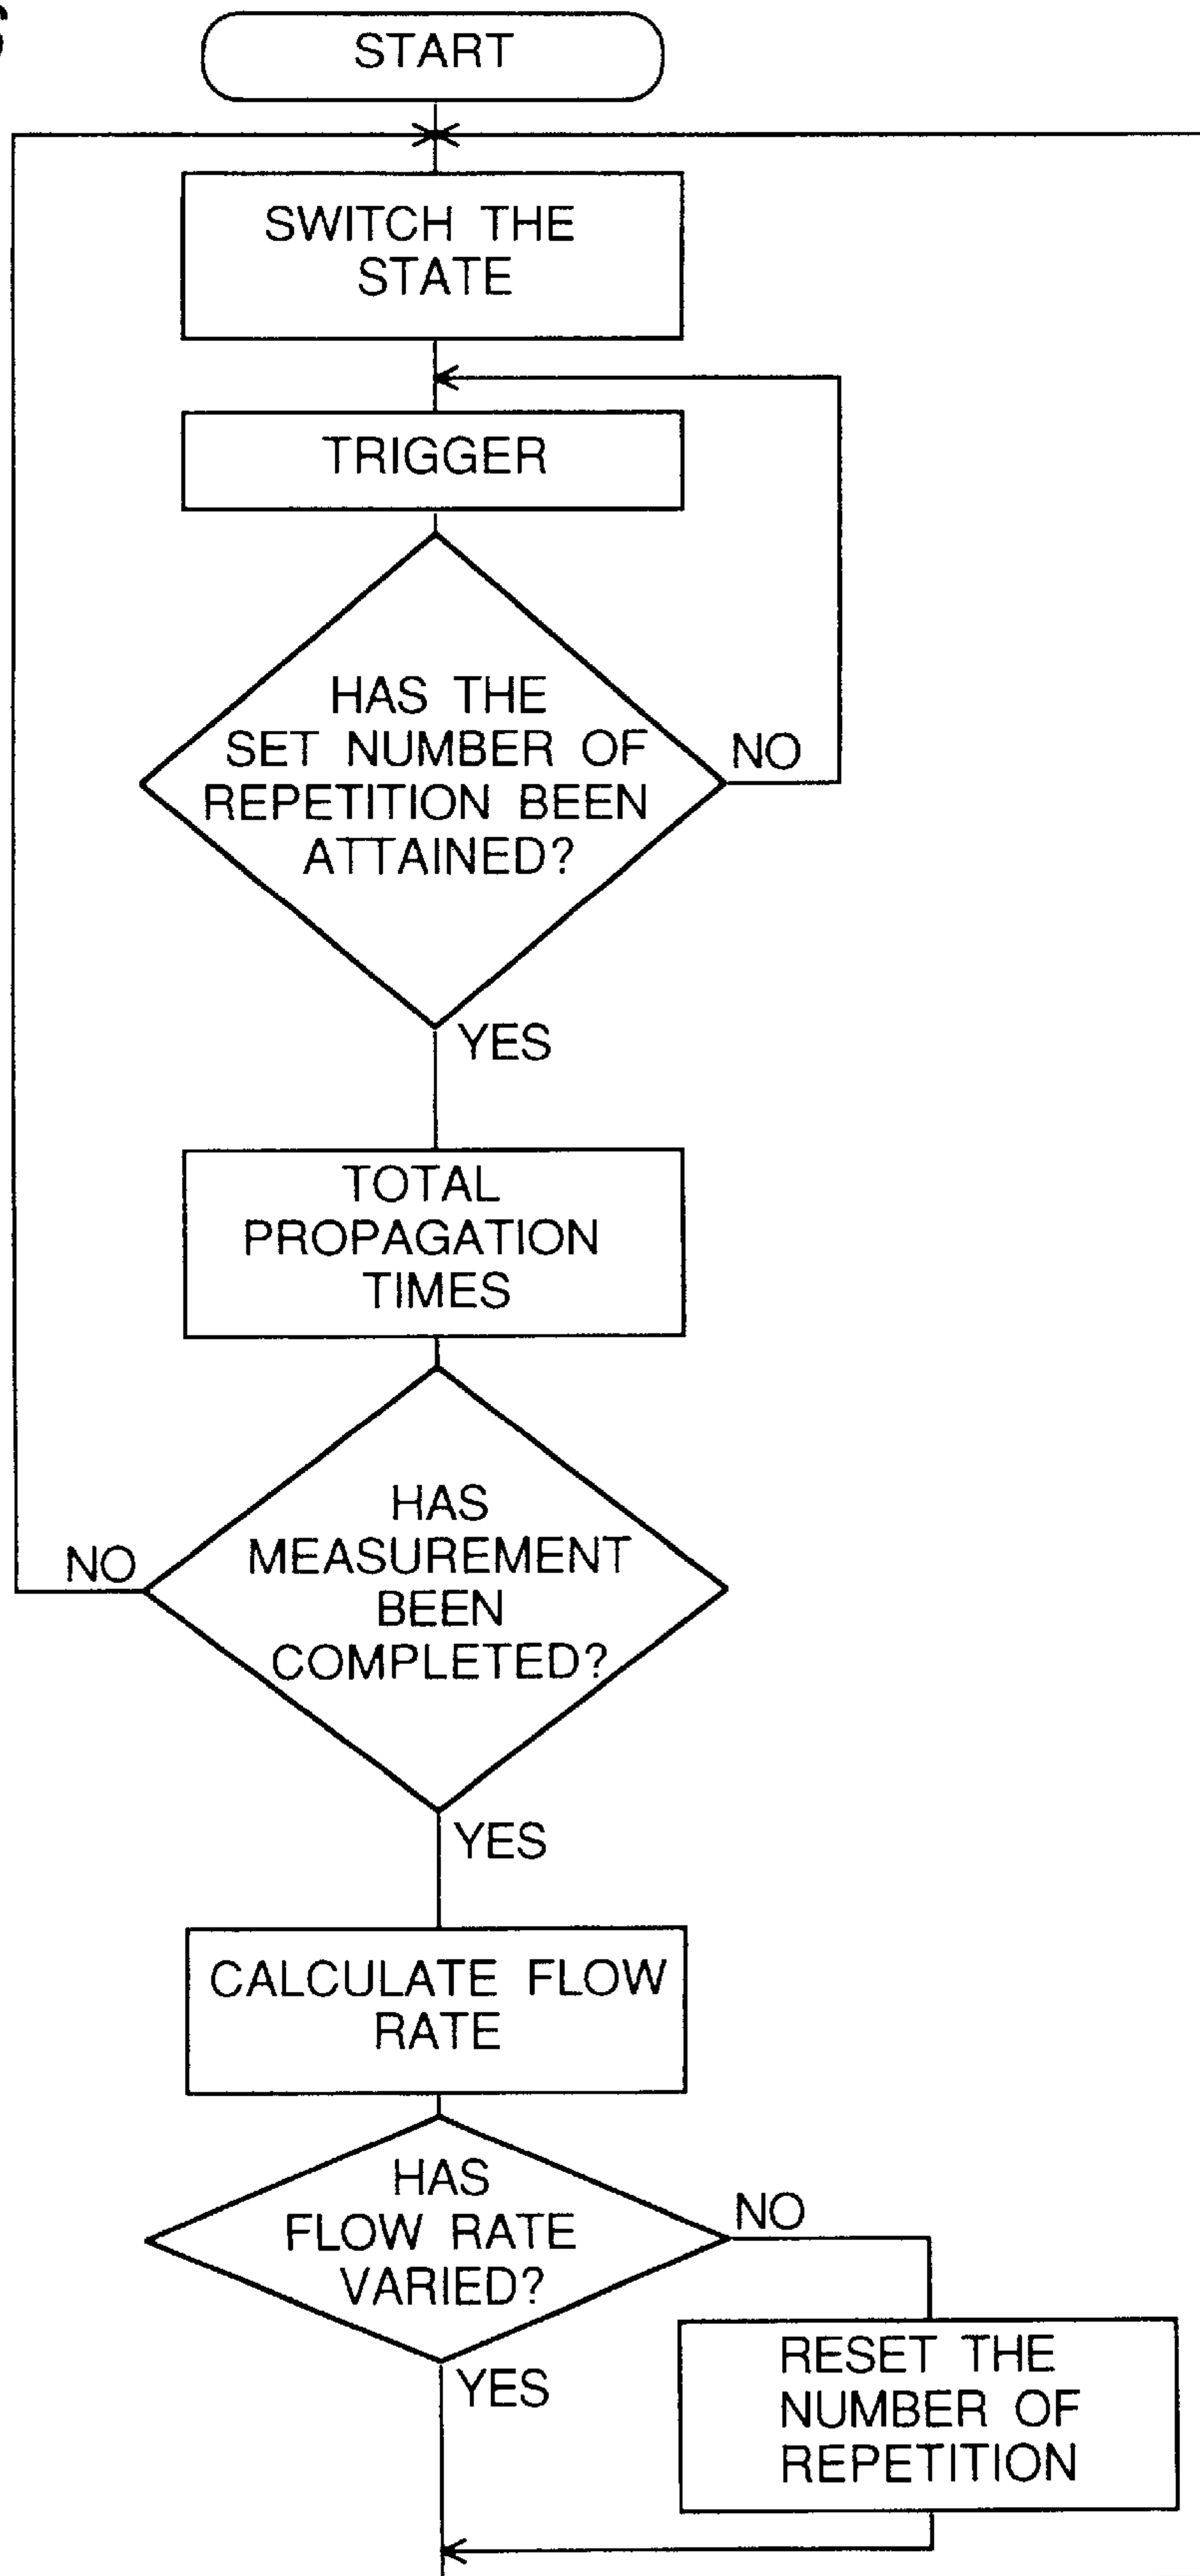 START
SWITCH THE
STATE
TRIGGER
HAS THE
SET NUMBER OF
REPETITION BEEN
ATTAINED?
NO
YES
TOTAL
PROPAGATION
TIMES
HAS
MEASUREMENT
BEEN
COMPLETED?
NO
YES
CALCULATE FLOW
RATE
HAS
FLOW RATE
VARIED?
NO
YES
RESET THE
NUMBER OF
REPETITION